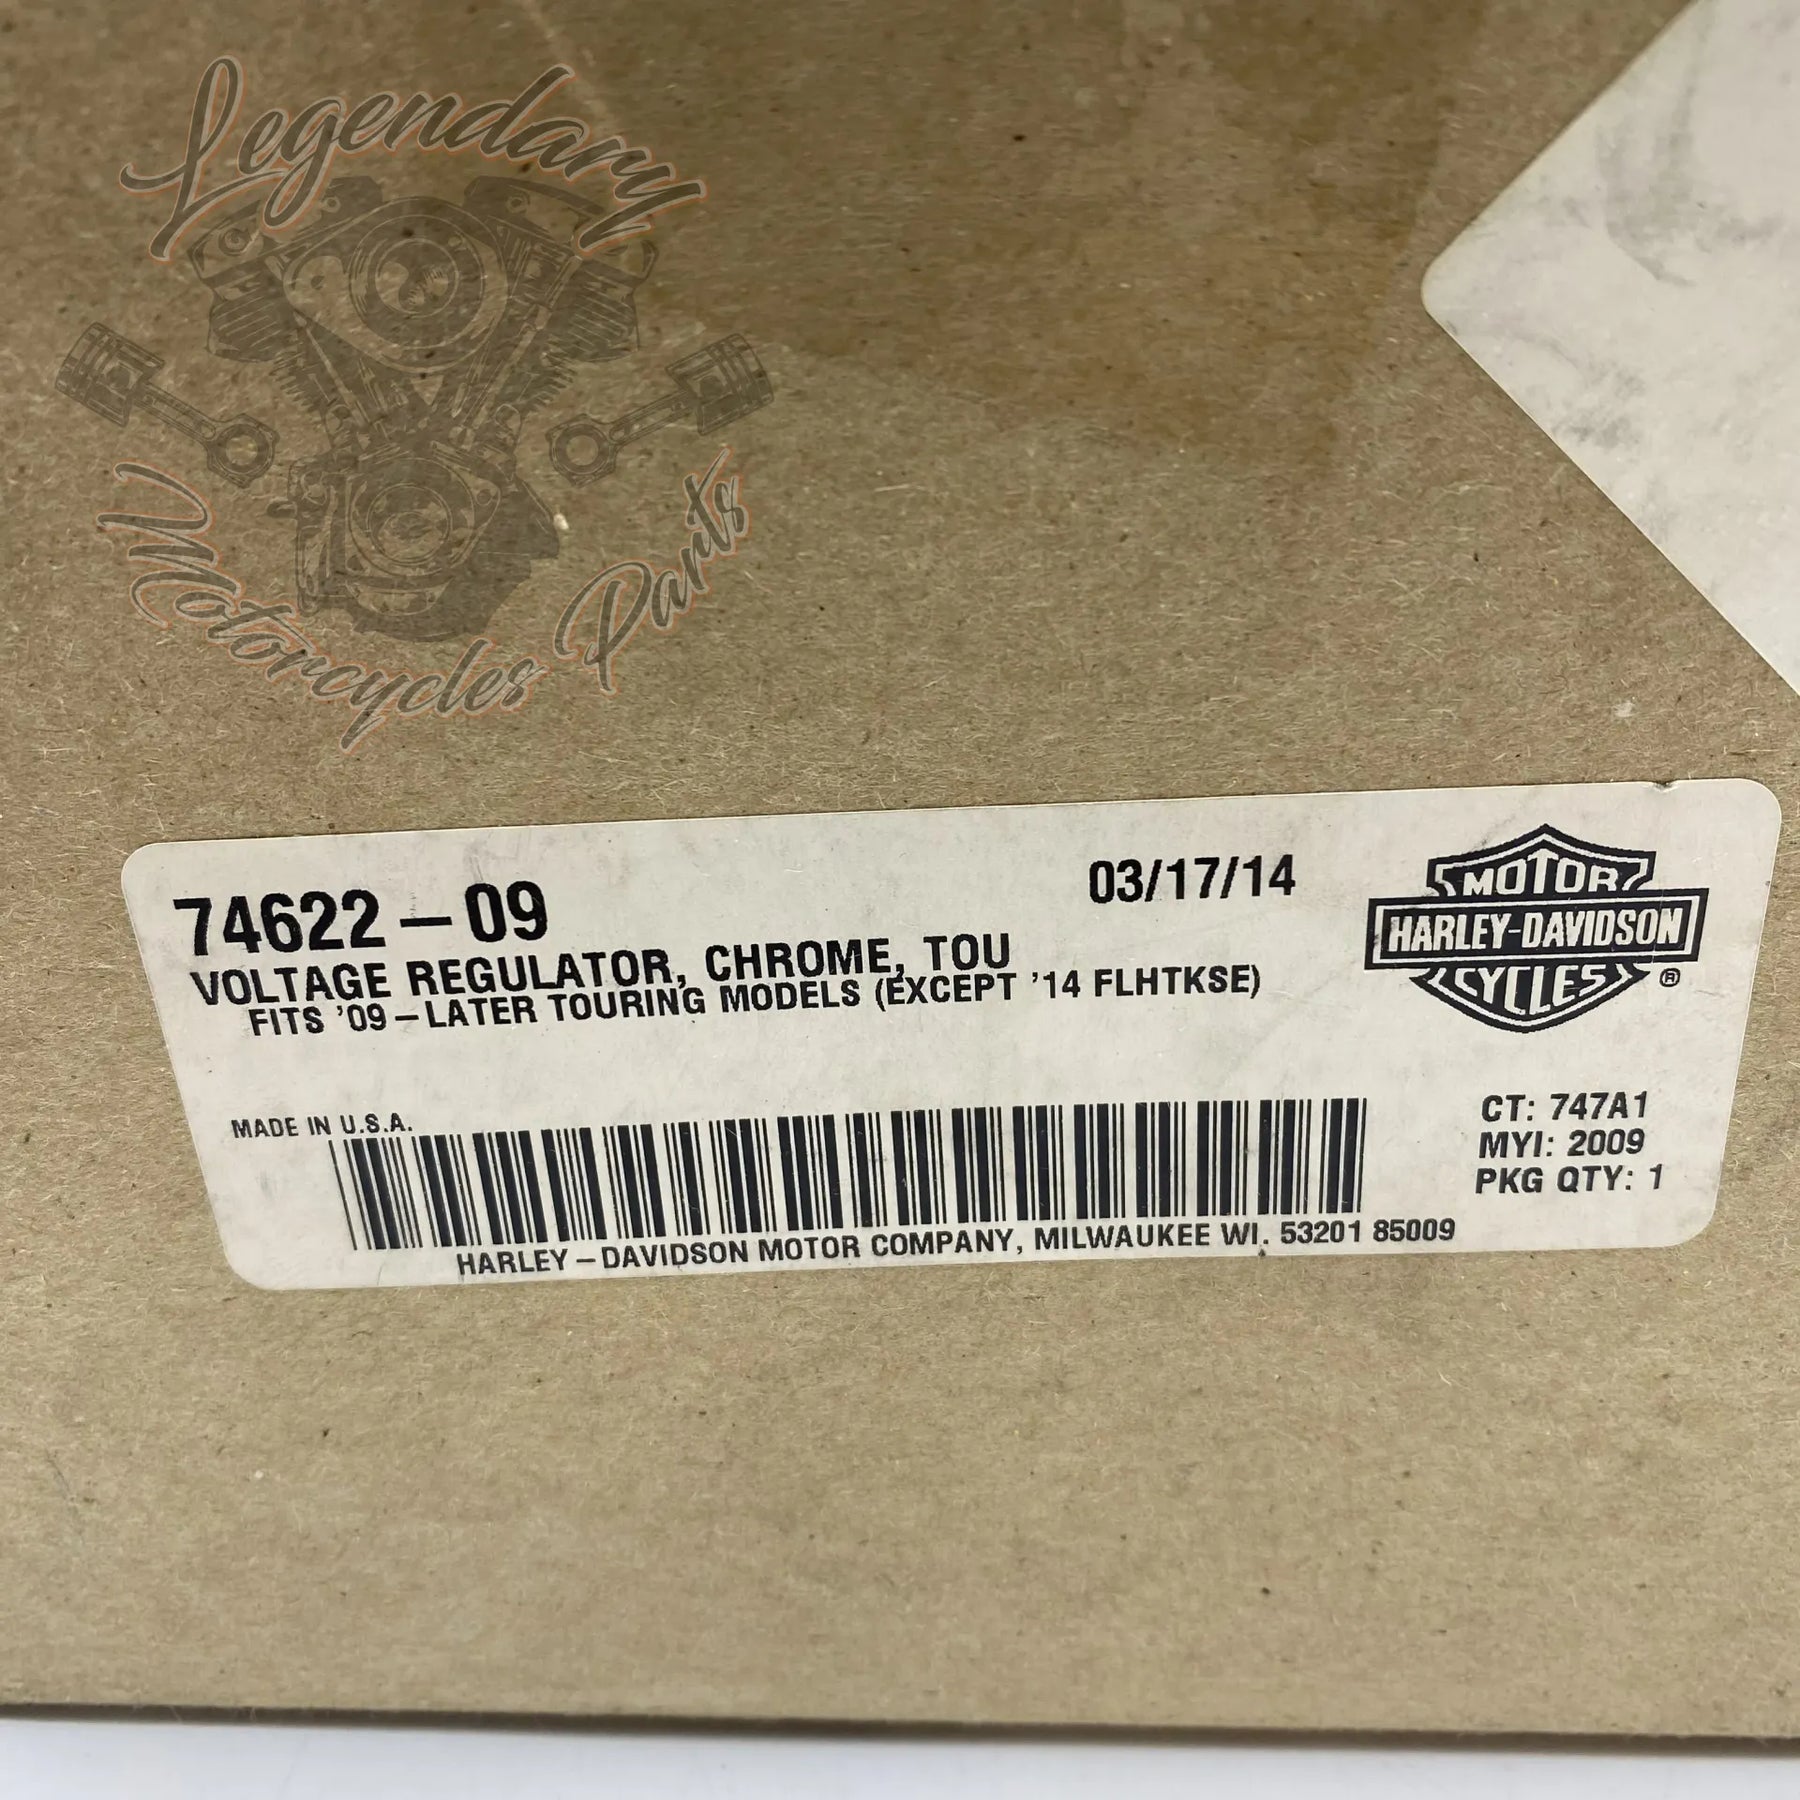 Legendary
Motorcycles Parts
74622-09
03/17/14
VOLTAGE REGULATOR, CHROME, TOU
FITS '09-LATER TOURING MODELS (EXCEPT '14 FLHTKSE)
MOTOR
HARLEY-DAVIDSON
CYCLES
®
MADE IN U.S.A.
CT: 747A1
MYI: 2009
PKG QTY: 1
HARLEY-DAVIDSON MOTOR COMPANY, MILWAUKEE WI. 53201 85009